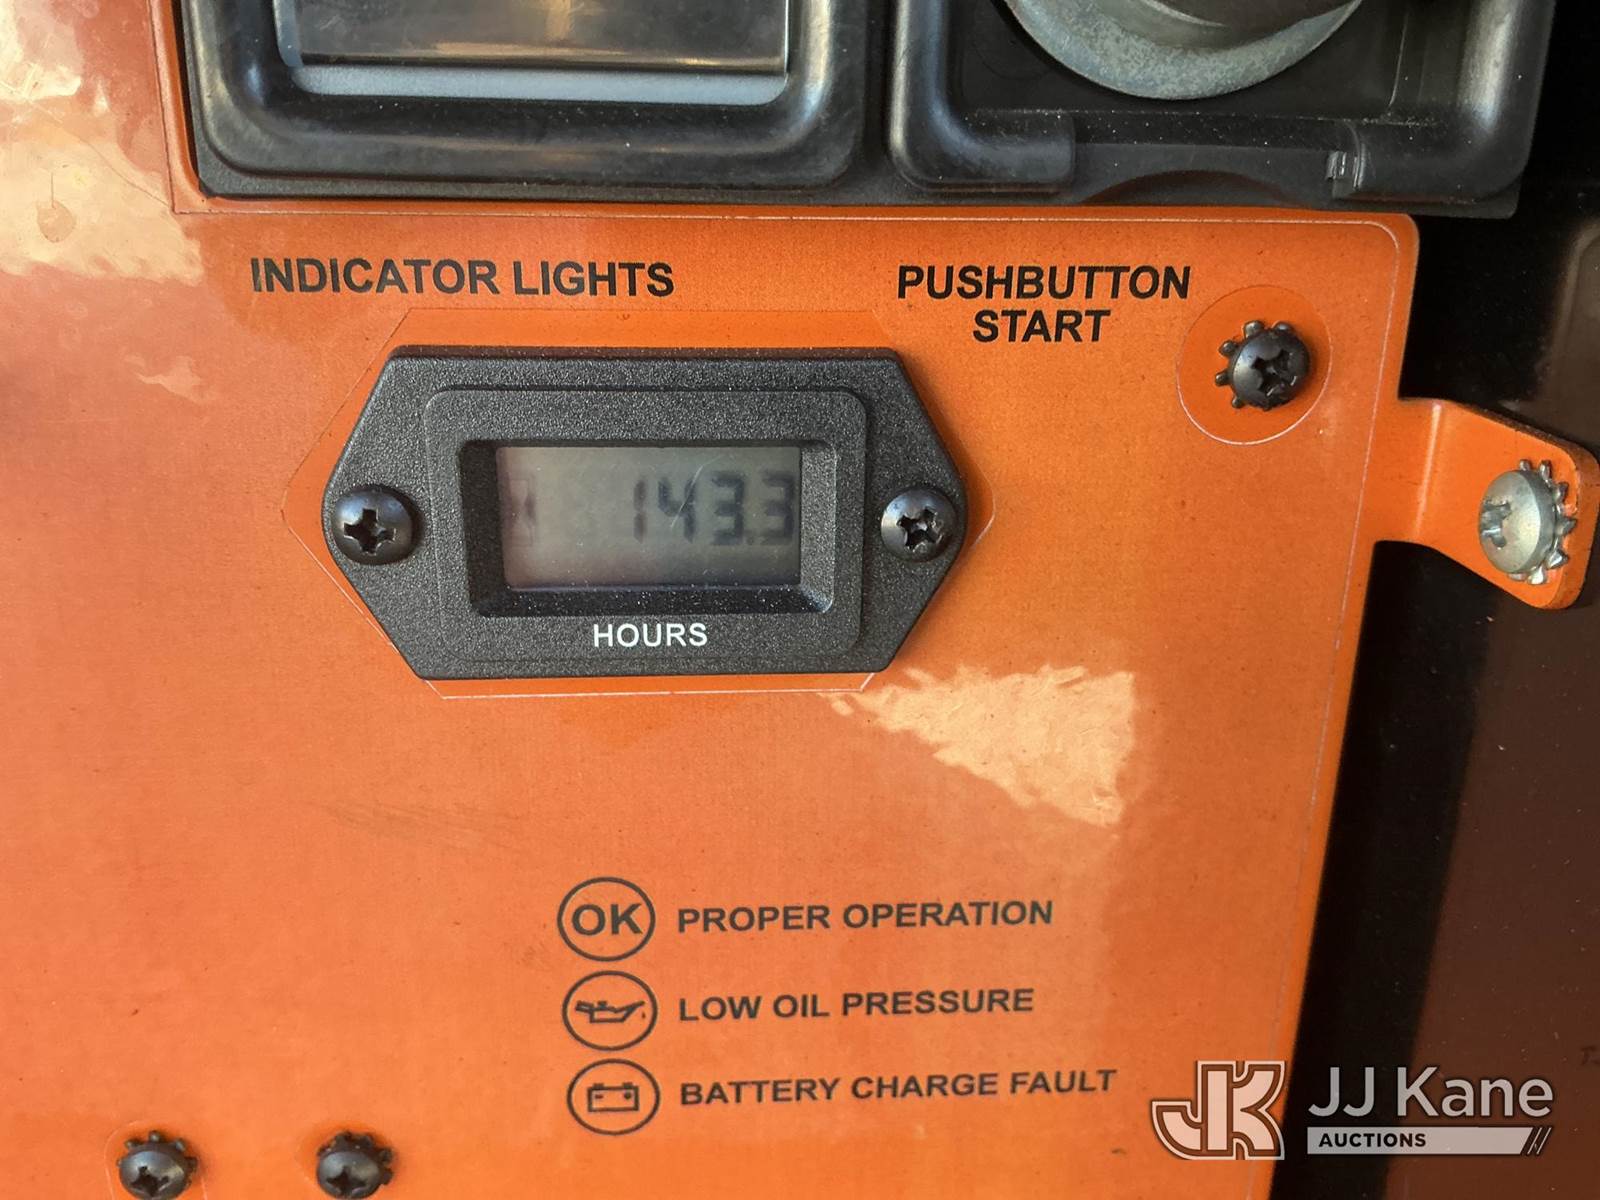 INDICATOR LIGHTS
PUSHBUTTON
START
143.3
HOURS
OK PROPER OPERATION
LOW OIL PRESSURE
BATTERY CHARGE FAULT
JK JJ Kane
AUCTIONS